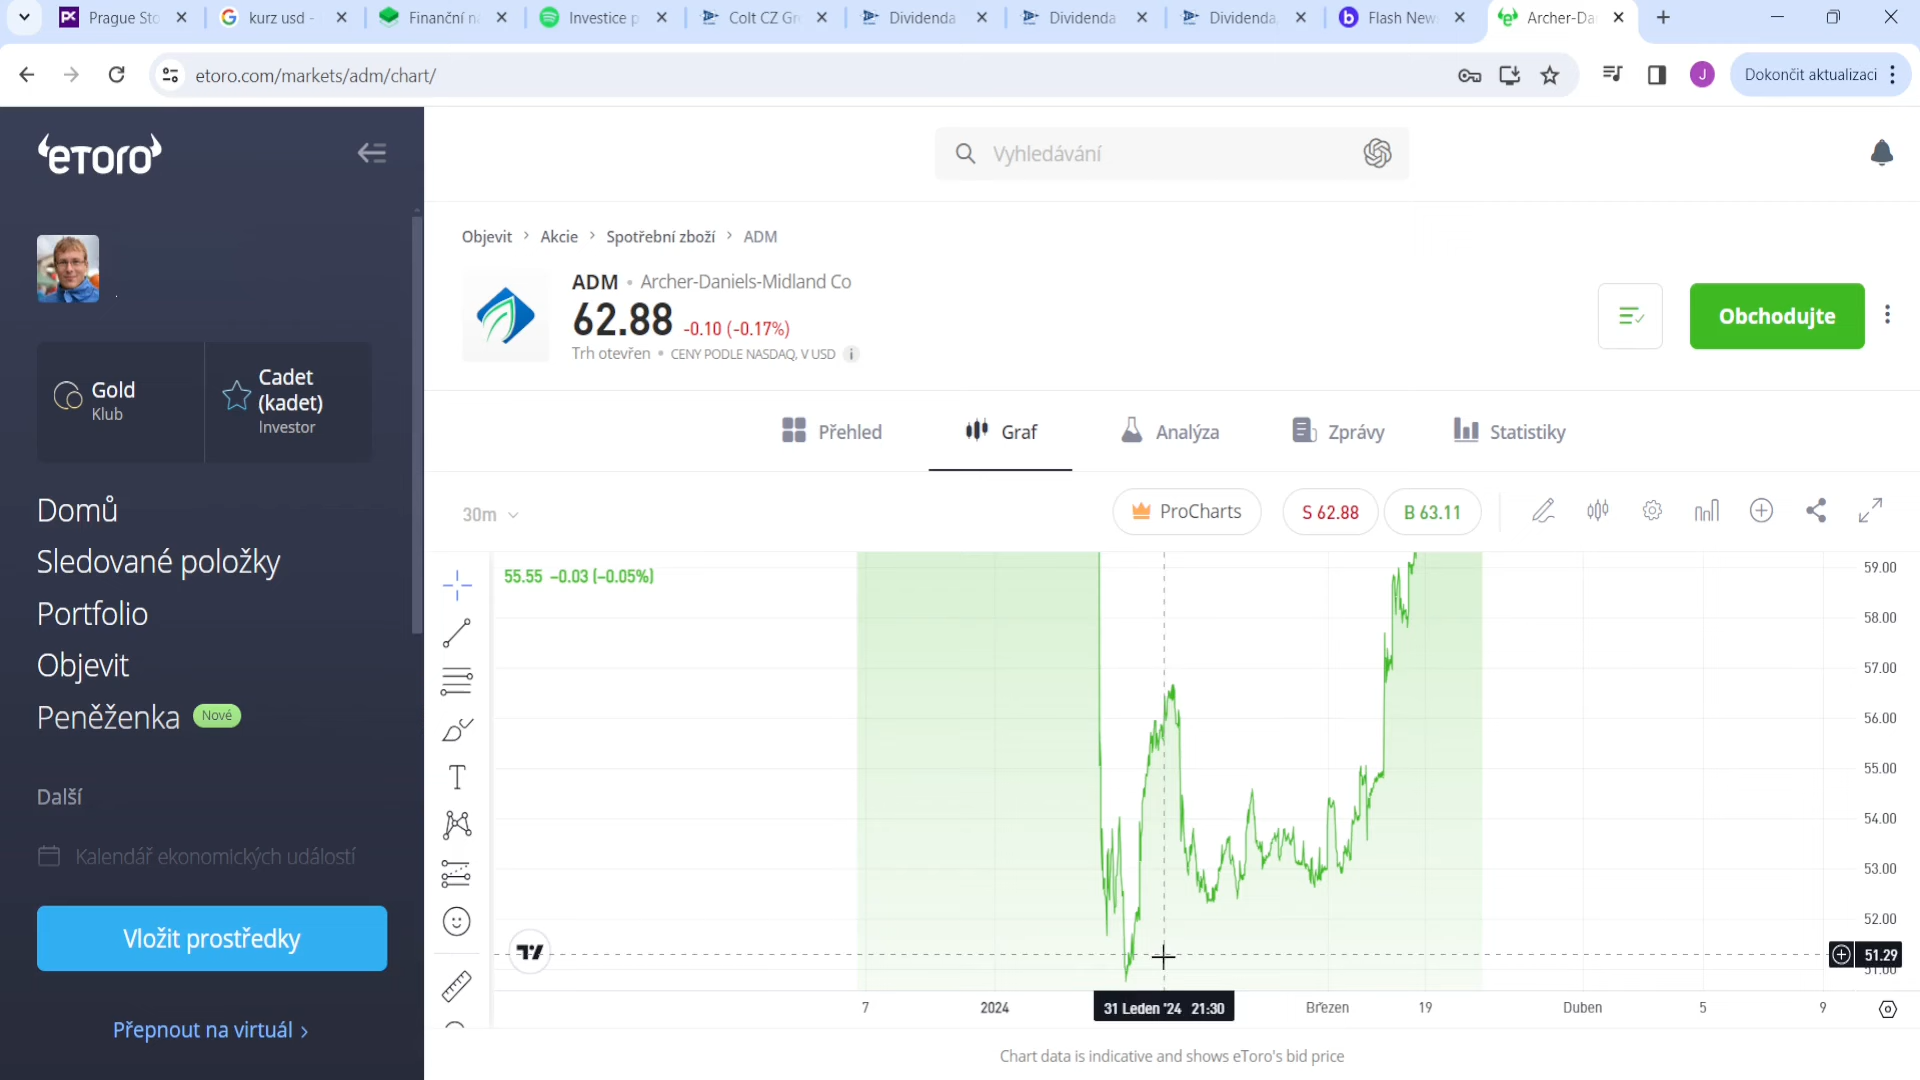 Prague Sto
kurz usd -
Finanční n
Investice p
Colt CZ Gr
Dividenda
Dividenda
Dividenda,
Flash New
Archer-Da
etoro.com/markets/adm/chart/
J
Dokončit aktualizaci
eToro
Vyhledávání
Objevit > Akcie > Spotřební zboží > ADM
ADM • Archer-Daniels-Midland Co
62.88 -0.10 (-0.17%)
Trh otevřen • CENY PODLE NASDAQ, V USD i
Obchodujte
Gold
Klub
Cadet
(kadet)
Investor
Přehled
Graf
Analýza
Zprávy
Statistiky
Domů
Sledované položky
Portfolio
Objevit
Peněženka Nové
Další
Kalendář ekonomických událostí
Vložit prostředky
Přepnout na virtuál >
30m
ProCharts
S 62.88
B 63.11
55.55 −0.03 (−0.05%)
59.00
58.00
57.00
56.00
55.00
54.00
53.00
52.00
51.29
51.00
7
2024
31 Leden '24 21:30
Březen
19
Duben
5
9
Chart data is indicative and shows eToro's bid price